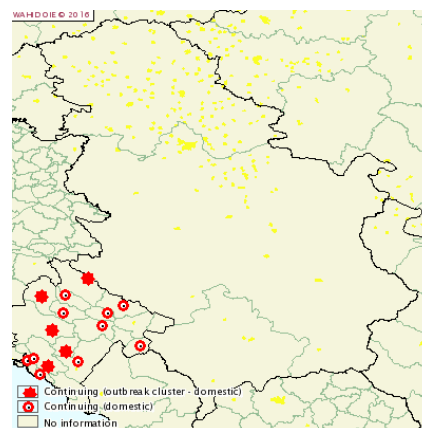 WAHID OIE © 2016
Continuing (outbreak cluster - domestic)
Continuing (domestic)
No information